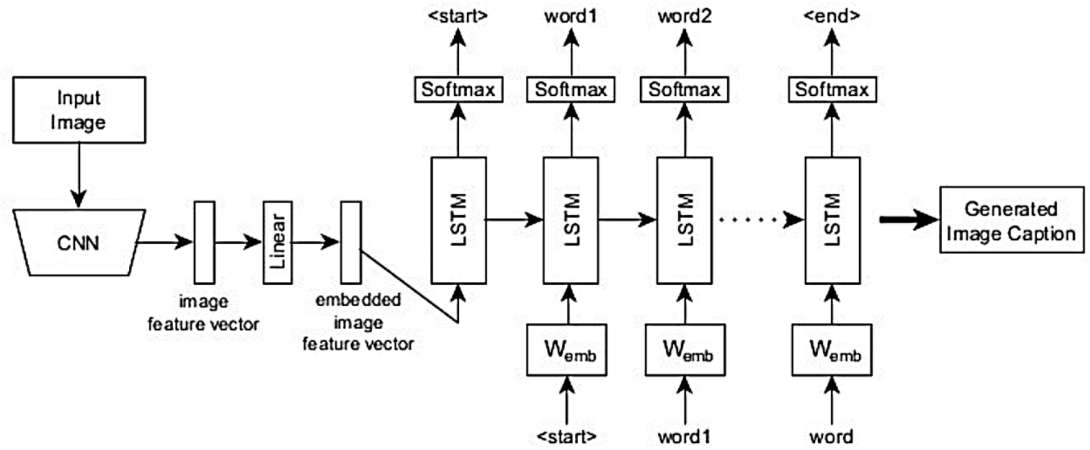 <start> word1 word2 <end>
Softmax Softmax Softmax Softmax
Input
Image
CNN
Linear
image
feature vector
embedded
image
feature vector
LSTM LSTM LSTM LSTM
Generated
Image Caption
Wemb Wemb Wemb
<start> word1 word